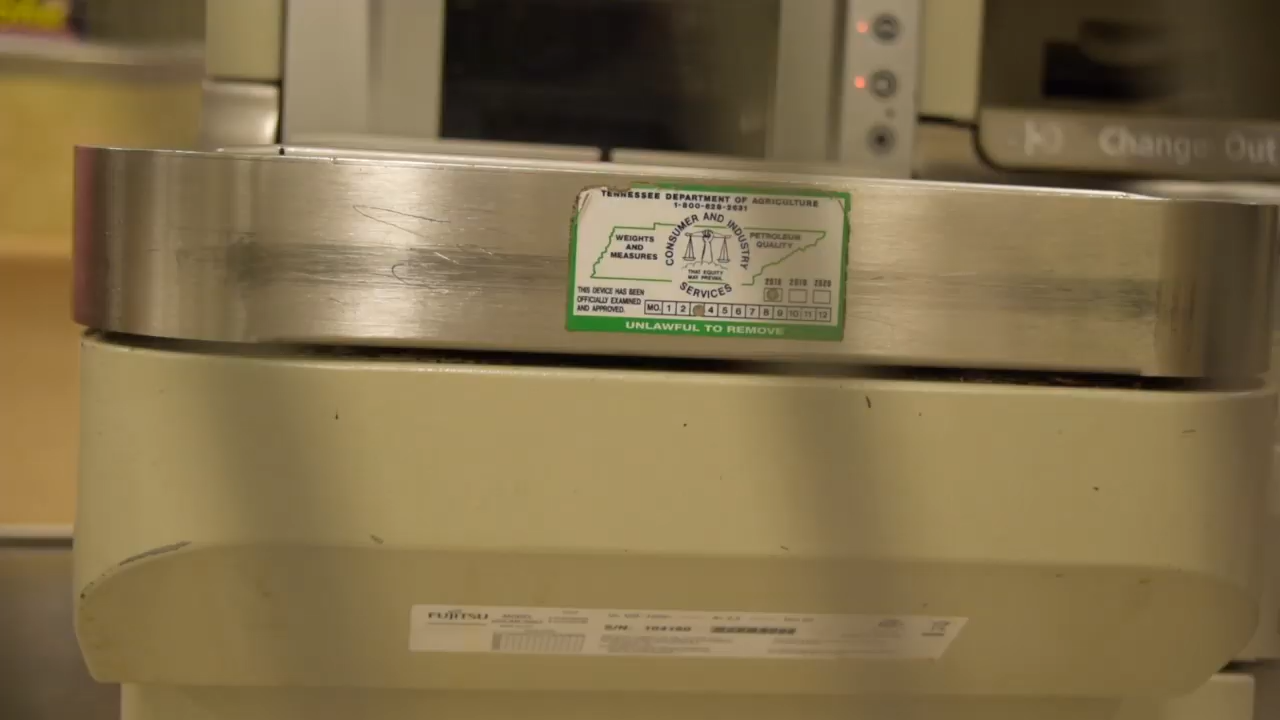 Change Out
TENNESSEE DEPARTMENT OF AGRICULTURE
1-800-628-2631
CONSUMER AND INDUSTRY
WEIGHTS
AND
MEASURES
PETROLEUM
QUALITY
THAT EQUITY
MAY PREVAIL
SERVICES
2018 2019 2020
THIS DEVICE HAS BEEN
OFFICIALLY EXAMINED
AND APPROVED.
MO. 1 2 4 5 6 7 8 9 10 11 12
UNLAWFUL TO REMOVE
FUJITSU
MODEL
S/N: